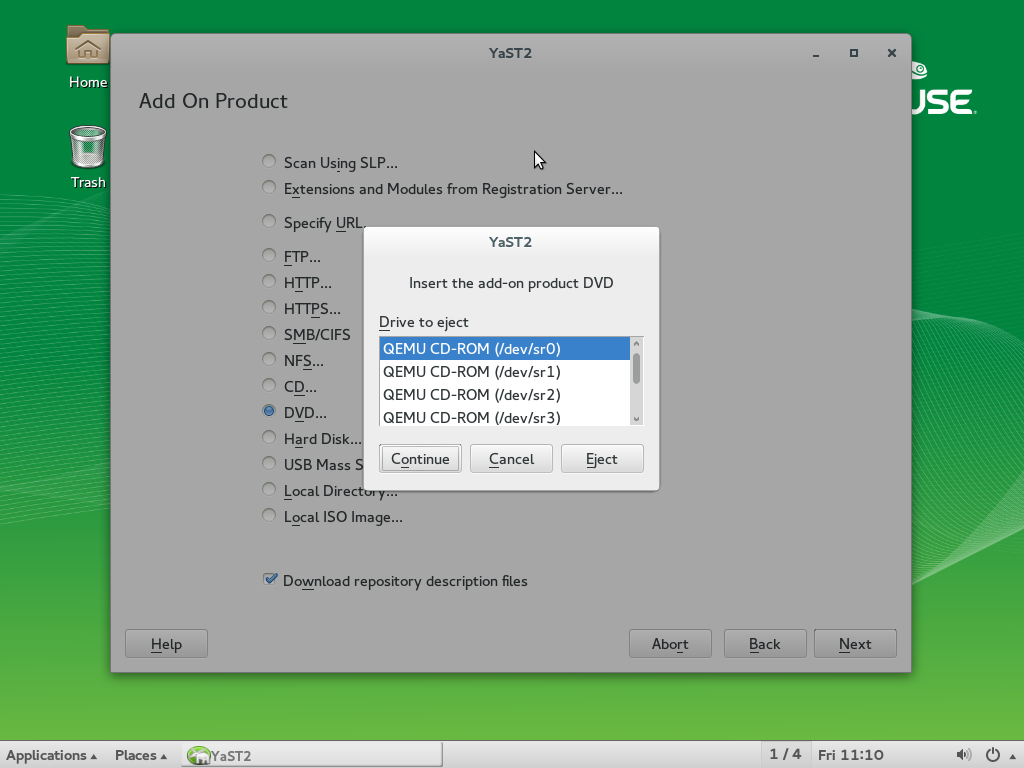 Home
Trash
YaST2
Add On Product
Scan Using SLP...
Extensions and Modules from Registration Server...
Specify URL.
FTP...
HTTP...
HTTPS...
SMB/CIFS
NFS...
CD...
DVD...
Hard Disk...
USB Mass S
Local Directory...
Local ISO Image...
Download repository description files
YaST2
Insert the add-on product DVD
Drive to eject
QEMU CD-ROM (/dev/sr0)
QEMU CD-ROM (/dev/sr1)
QEMU CD-ROM (/dev/sr2)
QEMU CD-ROM (/dev/sr3)
Continue Cancel Eject
Help Abort Back Next
USE.
Applications Places YaST2 1 / 4 Fri 11:10